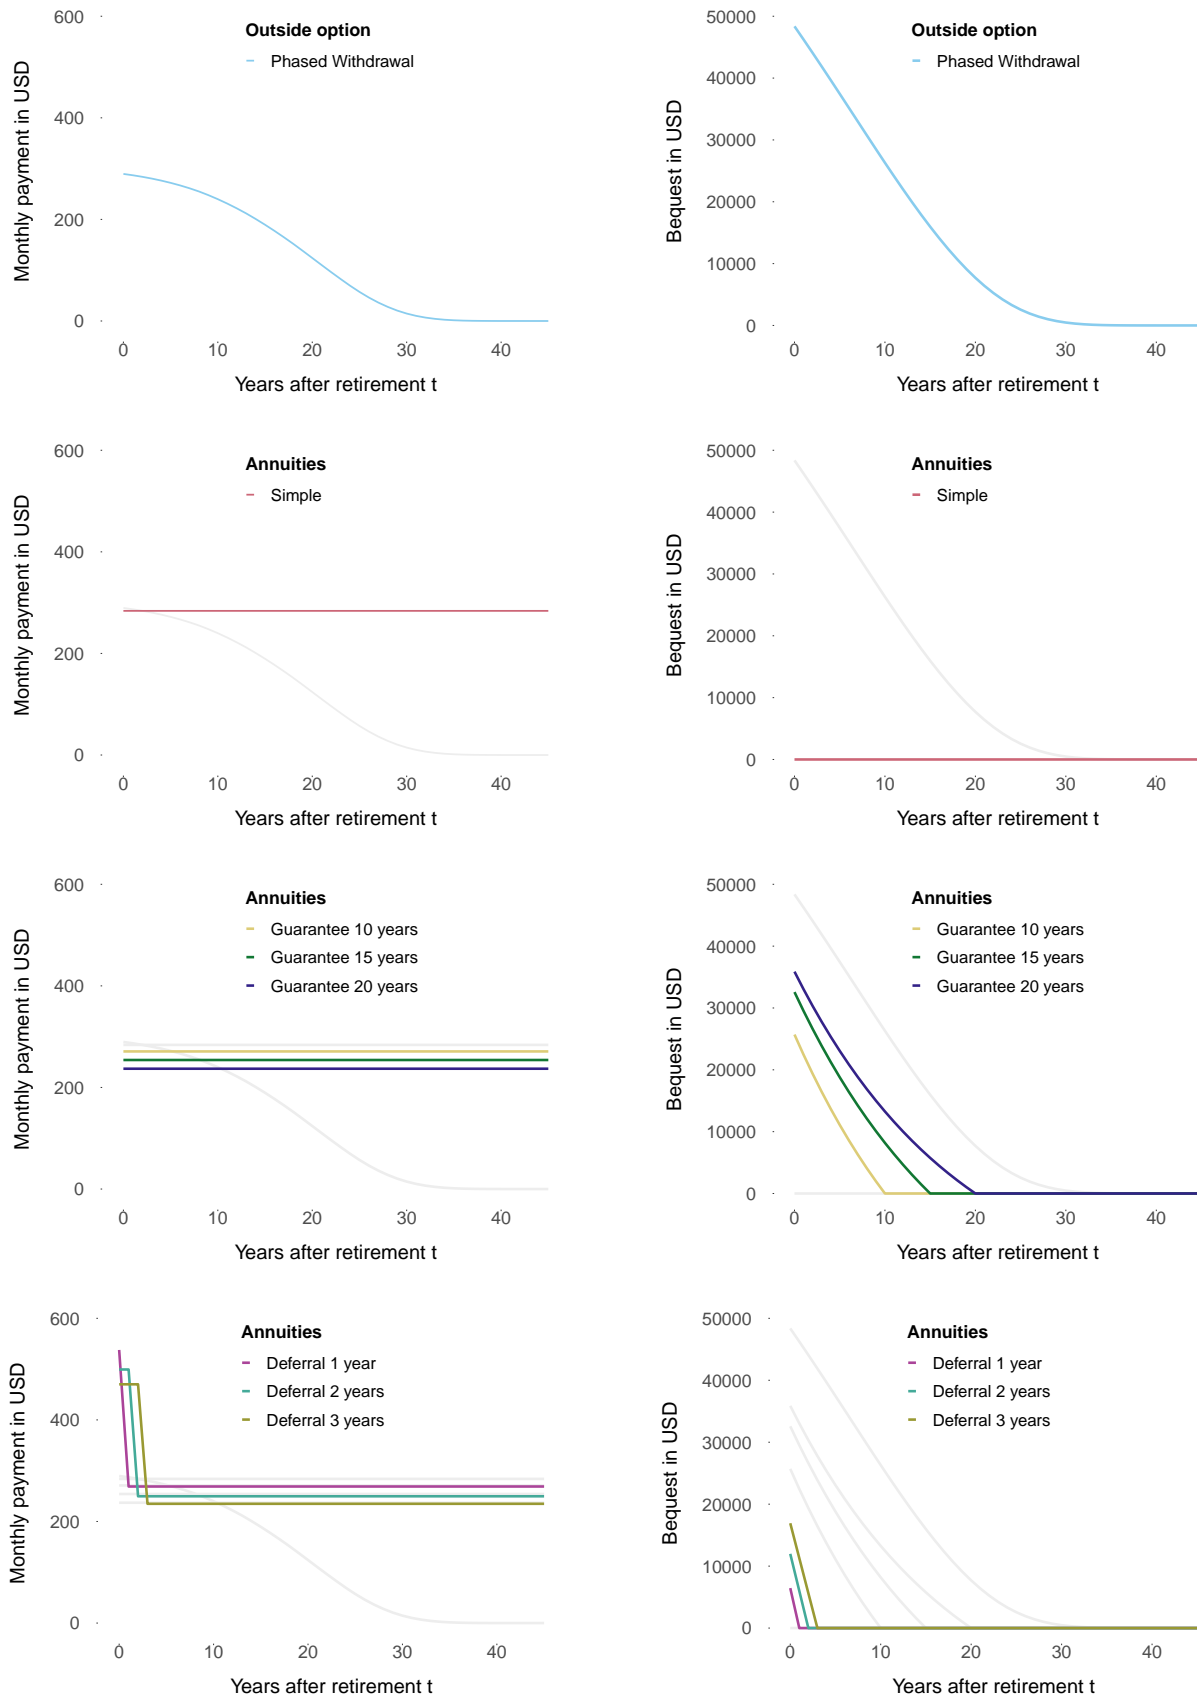 600
400
200
0
Monthly payment in USD
Outside option
Phased Withdrawal
0 10 20 30 40
Years after retirement t
50000
40000
30000
20000
10000
0
Bequest in USD
Outside option
Phased Withdrawal
0 10 20 30 40
Years after retirement t
600
400
200
0
Monthly payment in USD
Annuities
Simple
0 10 20 30 40
Years after retirement t
50000
40000
30000
20000
10000
0
Bequest in USD
Annuities
Simple
0 10 20 30 40
Years after retirement t
600
400
200
0
Monthly payment in USD
Annuities
Guarantee 10 years
Guarantee 15 years
Guarantee 20 years
0 10 20 30 40
Years after retirement t
50000
40000
30000
20000
10000
0
Bequest in USD
Annuities
Guarantee 10 years
Guarantee 15 years
Guarantee 20 years
0 10 20 30 40
Years after retirement t
600
400
200
0
Monthly payment in USD
Annuities
Deferral 1 year
Deferral 2 years
Deferral 3 years
0 10 20 30 40
Years after retirement t
50000
40000
30000
20000
10000
0
Bequest in USD
Annuities
Deferral 1 year
Deferral 2 years
Deferral 3 years
0 10 20 30 40
Years after retirement t